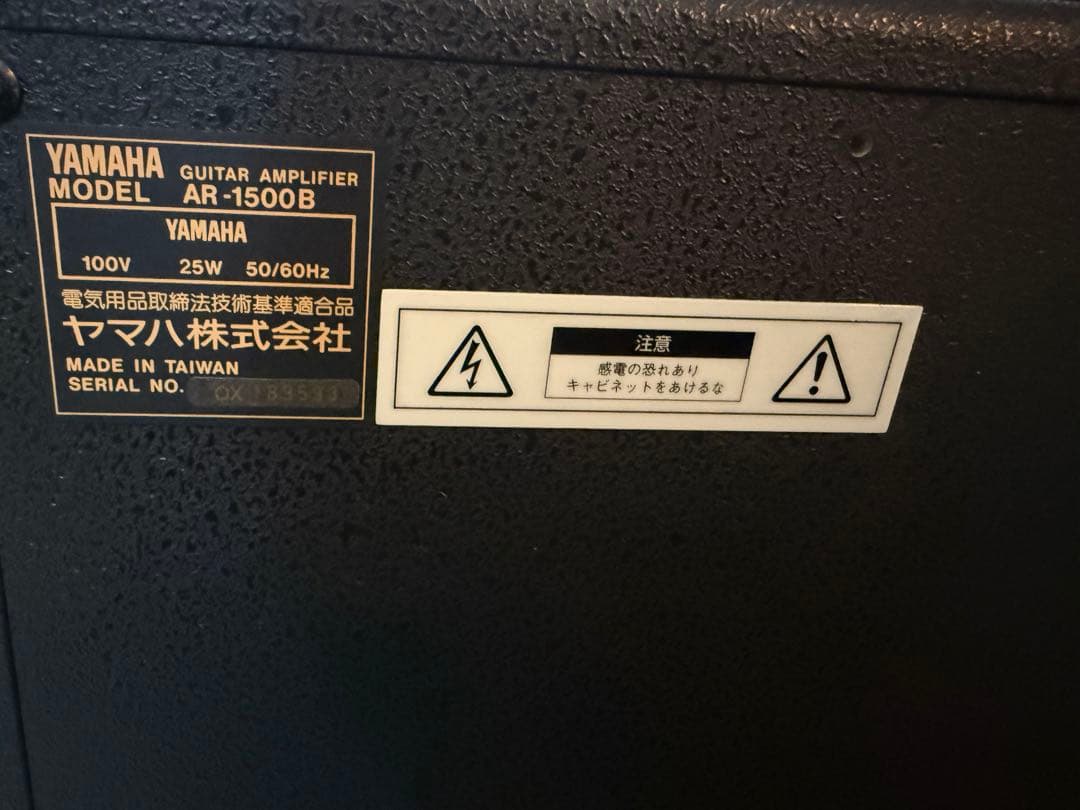 YAMAHA GUITAR AMPLIFIER
MODEL AR-1500B
YAMAHA
100V 25W 50/60Hz
電気用品取締法技術基準適合品
ヤマハ株式会社
MADE IN TAIWAN
SERIAL NO.
注意
感電の恐れあり
キャビネットをあけるな